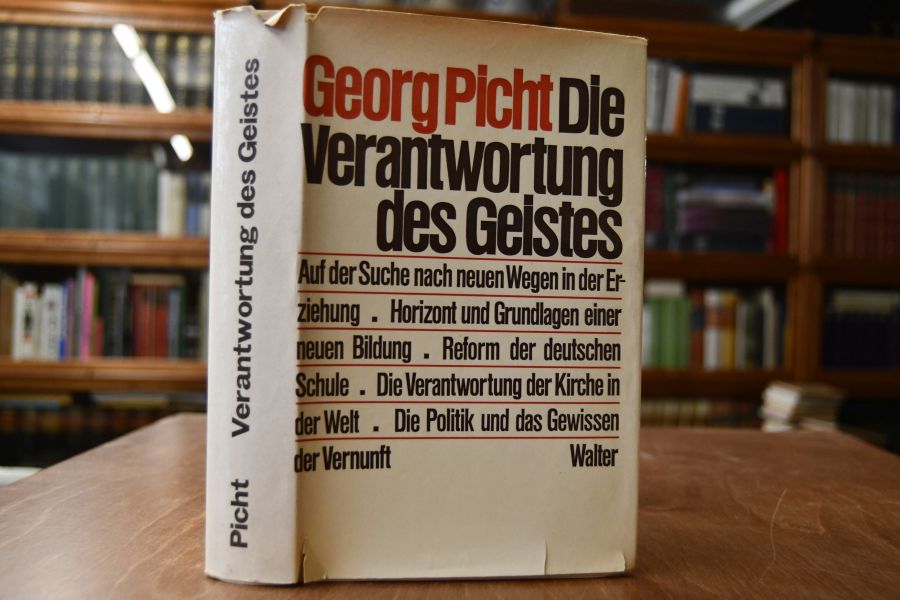 Picht Verantwortung des Geistes
Georg Picht Die
Verantwortung
des Geistes
Auf der Suche nach neuen Wegen in der Er-
ziehung . Horizont und Grundlagen einer
neuen Bildung . Reform der deutschen
Schule . Die Verantwortung der Kirche in
der Welt . Die Politik und das Gewissen
der Vernunft Walter